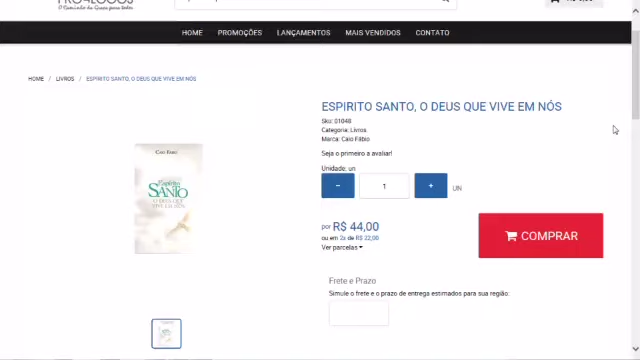 O Caminho da Graça para todos
HOME
PROMOÇÕES
LANÇAMENTOS
MAIS VENDIDOS
CONTATO
HOME / LIVROS / ESPIRITO SANTO, O DEUS QUE VIVE EM NÓS
ESPIRITO SANTO, O DEUS QUE VIVE EM NÓS
Sku: 01048
Categoria: Livros
Marca: Caio Fábio
Seja o primeiro a avaliar!
Unidade: un
- 1 + UN
por R$ 44,00
ou em 2x de R$ 22,00
Ver parcelas
COMPRAR
Frete e Prazo
Simule o frete e o prazo de entrega estimados para sua região:
CAIO FÁBIO
Espírito
SANTO
O DEUS QUE
VIVE EM NÓS